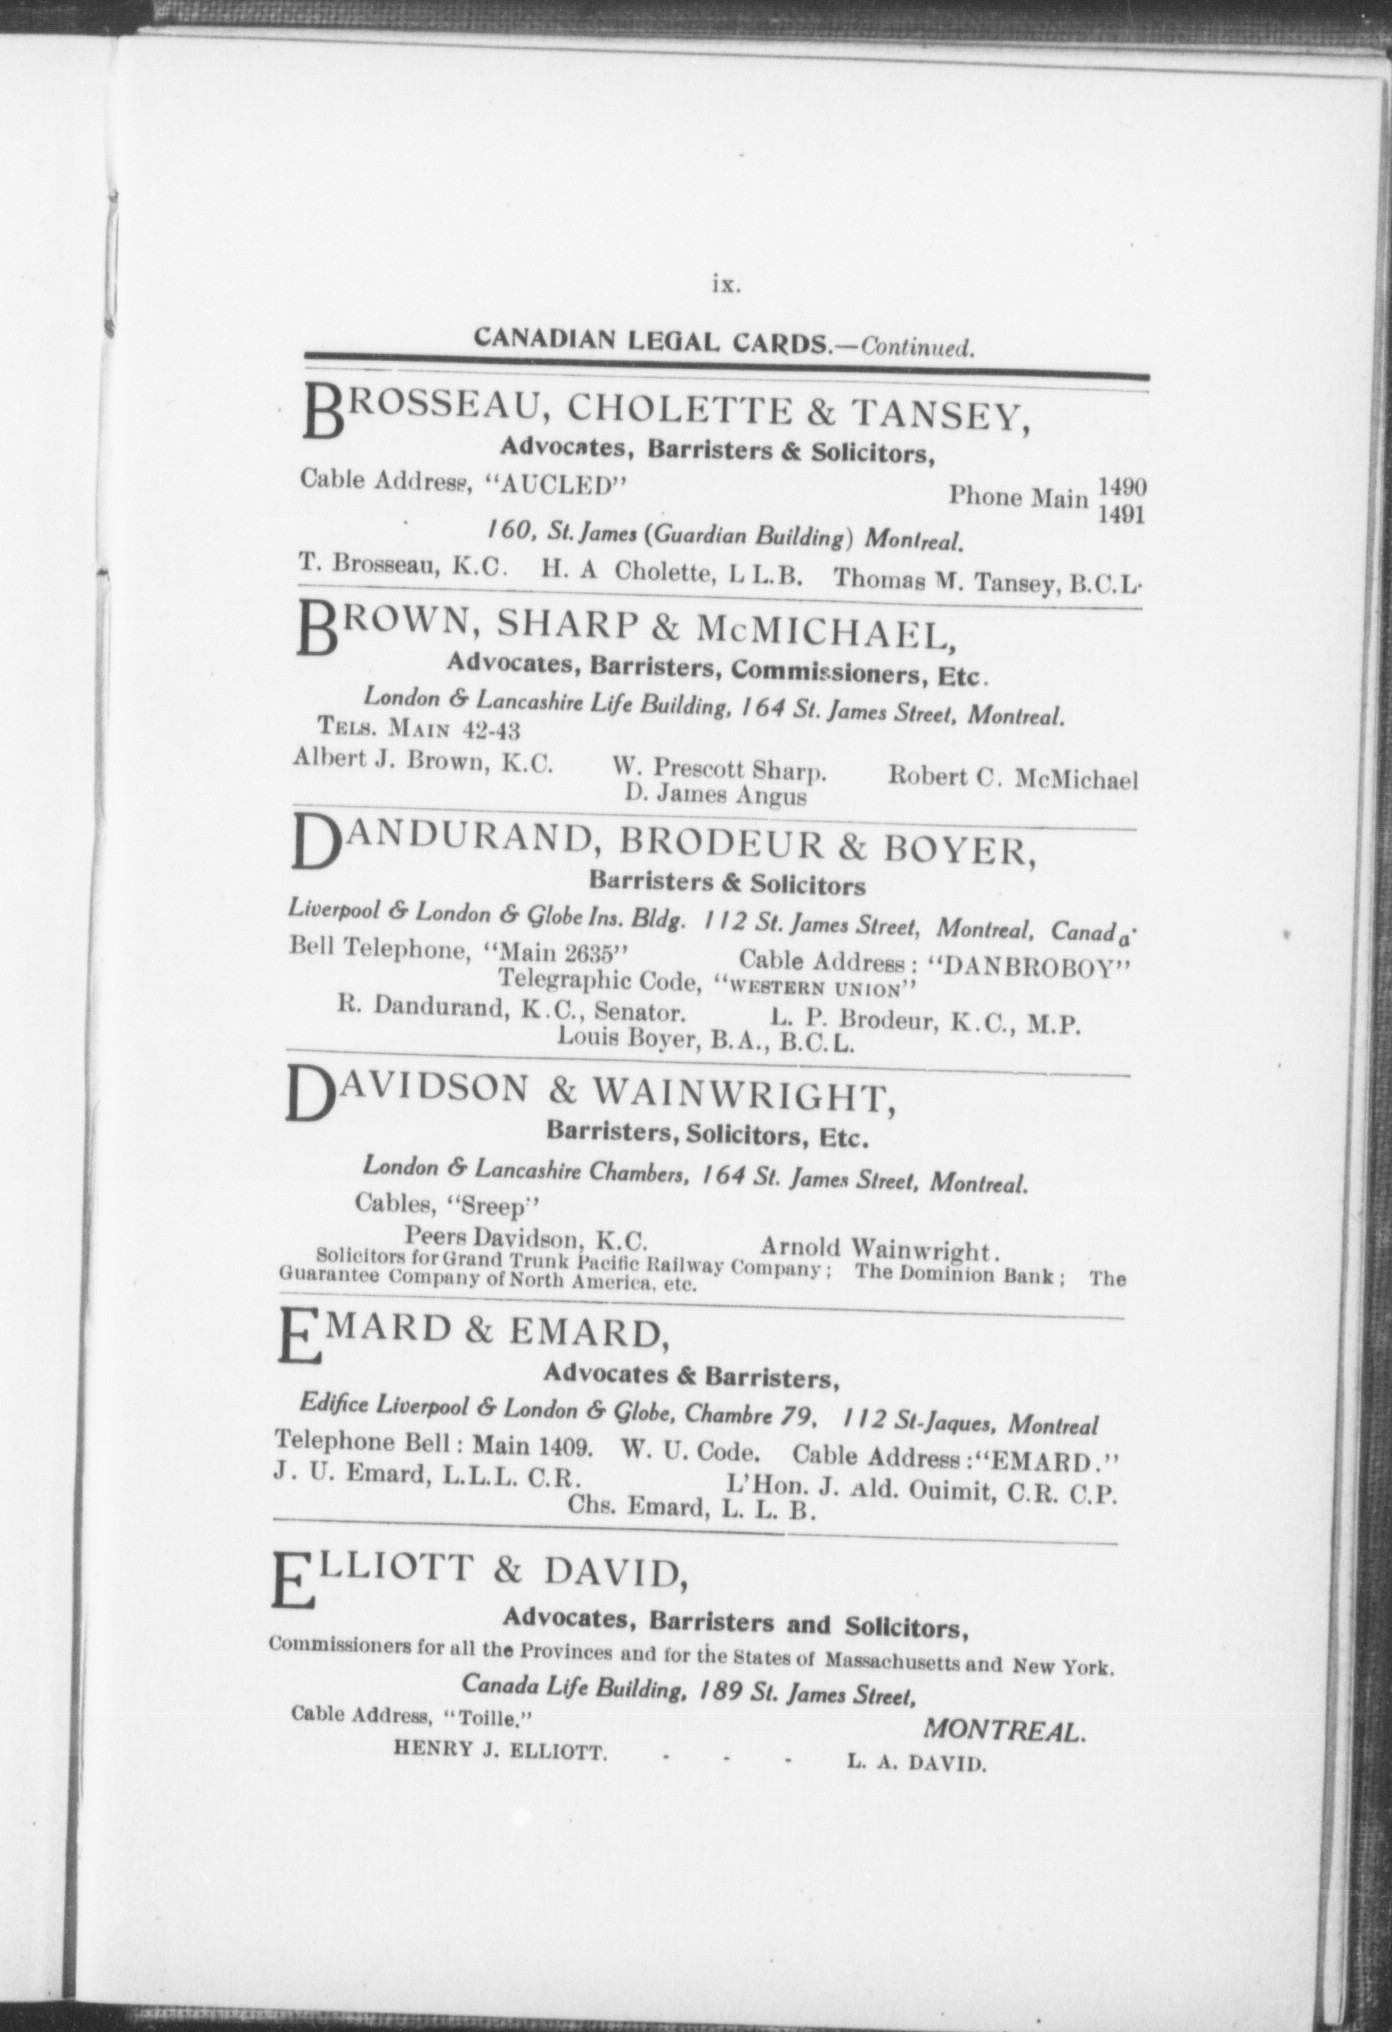 ix.
CANADIAN LEGAL CARDS.—Continued.
BROSSEAU, CHOLETTE & TANSEY,
Advocates, Barristers & Solicitors,
Cable Address, "AUCLED" Phone Main 1490
1491
160, St. James (Guardian Building) Montreal.
T. Brosseau, K.C. H. A Cholette, L L.B. Thomas M. Tansey, B.C.L.
BROWN, SHARP & McMICHAEL,
Advocates, Barristers, Commissioners, Etc.
London & Lancashire Life Building, 164 St. James Street, Montreal.
TELS. MAIN 42-43
Albert J. Brown, K.C. W. Prescott Sharp. Robert C. McMichael
D. James Angus
DANDURAND, BRODEUR & BOYER,
Barristers & Solicitors
Liverpool & London & Globe Ins. Bldg. 112 St. James Street, Montreal, Canada.
Bell Telephone, "Main 2635" Cable Address: "DANBROBOY"
Telegraphic Code, "WESTERN UNION"
R. Dandurand, K.C., Senator. L. P. Brodeur, K.C., M.P.
Louis Boyer, B.A., B.C.L.
DAVIDSON & WAINWRIGHT,
Barristers, Solicitors, Etc.
London & Lancashire Chambers, 164 St. James Street, Montreal.
Cables, "Sreep"
Peers Davidson, K.C. Arnold Wainwright.
Solicitors for Grand Trunk Pacific Railway Company; The Dominion Bank; The
Guarantee Company of North America, etc.
EMARD & EMARD,
Advocates & Barristers,
Edifice Liverpool & London & Globe, Chambre 79, 112 St-Jaques, Montreal
Telephone Bell: Main 1409. W. U. Code. Cable Address:"EMARD."
J. U. Emard, L.L.L. C.R. L'Hon. J. Ald. Ouimit, C.R. C.P.
Chs. Emard, L. L. B.
ELLIOTT & DAVID,
Advocates, Barristers and Solicitors,
Commissioners for all the Provinces and for the States of Massachusetts and New York.
Canada Life Building, 189 St. James Street,
Cable Address, "Toille." MONTREAL.
HENRY J. ELLIOTT. - - - L. A. DAVID.